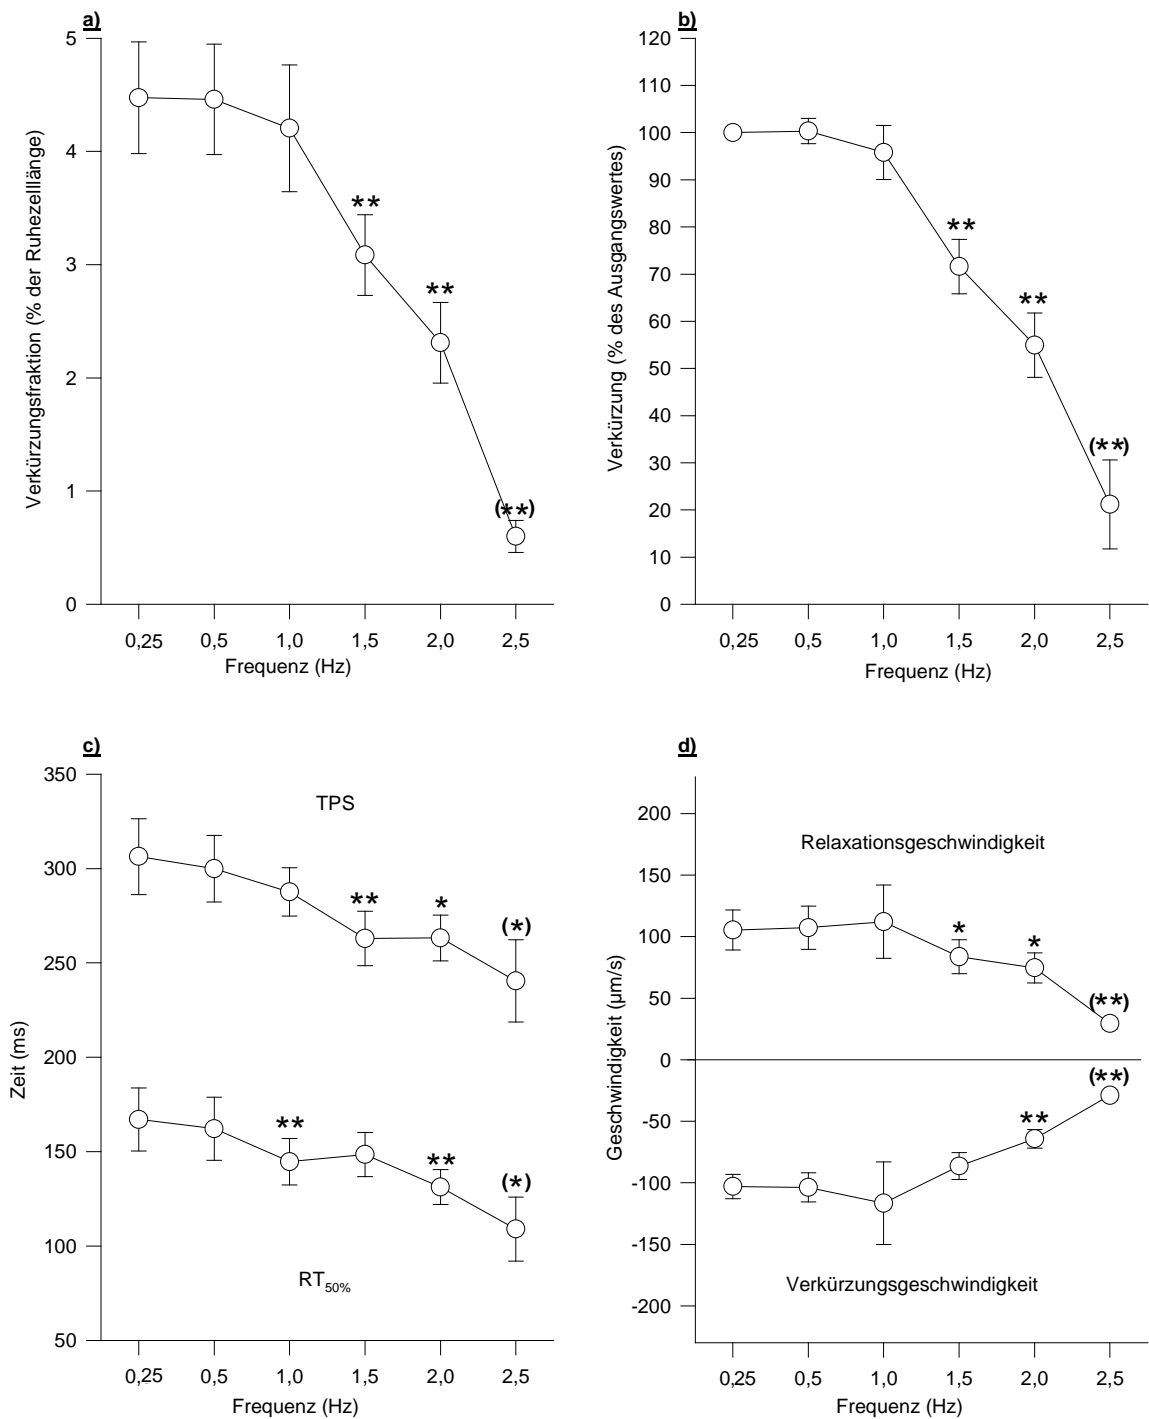 a)
5
4
3
2
1
0
Verkürzungsfraktion (% der Ruhezelllänge)
**
**
(**)
0,25 0,5 1,0 1,5 2,0 2,5
Frequenz (Hz)
b)
120
110
100
90
80
70
60
50
40
30
20
10
0
Verkürzung (% des Ausgangswertes)
**
**
(**)
0,25 0,5 1,0 1,5 2,0 2,5
Frequenz (Hz)
c)
350
300
250
200
150
100
50
Zeit (ms)
TPS
** * (*)
** ** (*)
RT50%
0,25 0,5 1,0 1,5 2,0 2,5
Frequenz (Hz)
d)
200
150
100
50
0
-50
-100
-150
-200
Geschwindigkeit (µm/s)
Relaxationsgeschwindigkeit
* * (**)
** (**)
Verkürzungsgeschwindigkeit
0,25 0,5 1,0 1,5 2,0 2,5
Frequenz (Hz)